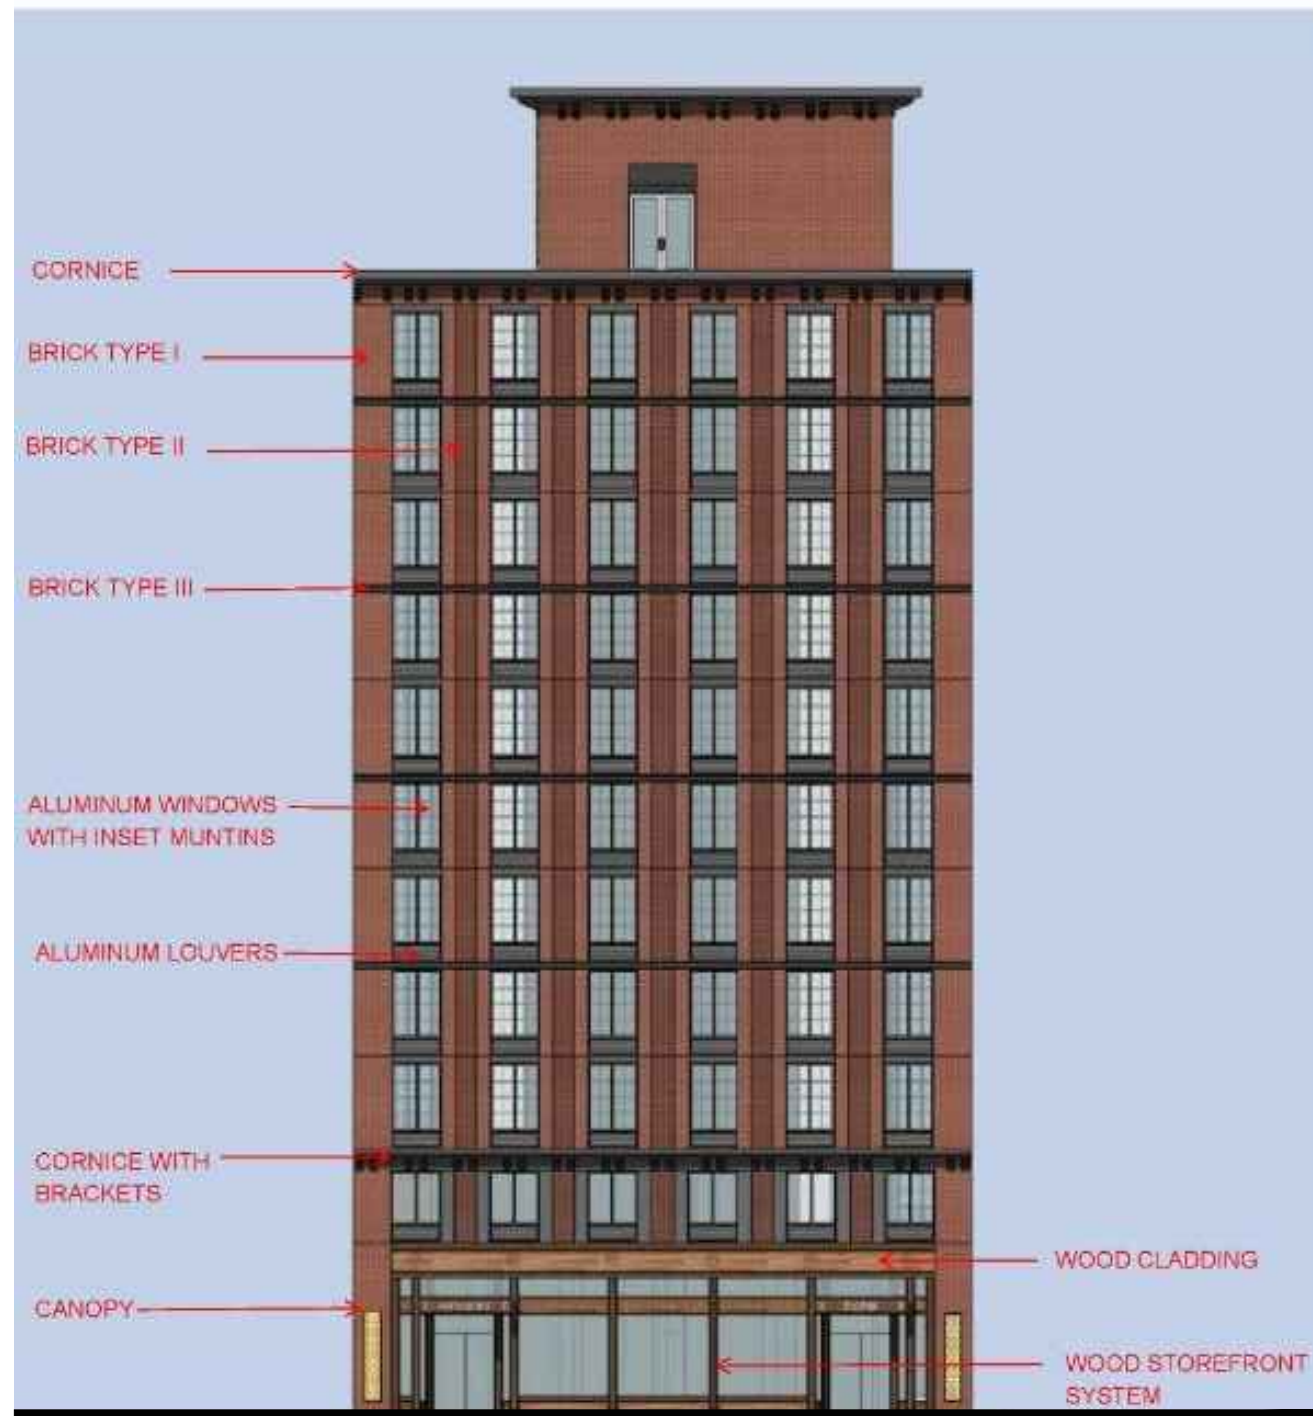 CORNICE
BRICK TYPE I
BRICK TYPE II
BRICK TYPE III
ALUMINUM WINDOWS
WITH INSET MUNTINS
ALUMINUM LOUVERS
CORNICE WITH
BRACKETS
WOOD CLADDING
CANOPY
WOOD STOREFRONT
SYSTEM